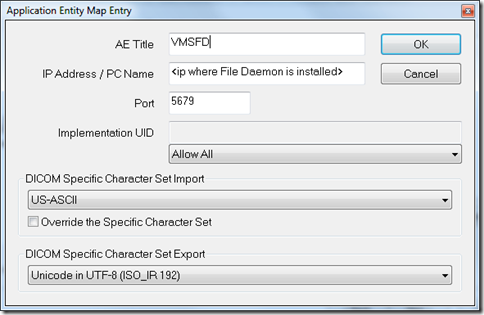 Application Entity Map Entry
AE Title VMSFD OK
IP Address / PC Name <ip where File Daemon is installed> Cancel
Port 5679
Implementation UID
Allow All
DICOM Specific Character Set Import
US-ASCII
Override the Specific Character Set
DICOM Specific Character Set Export
Unicode in UTF-8 (ISO_IR 192)